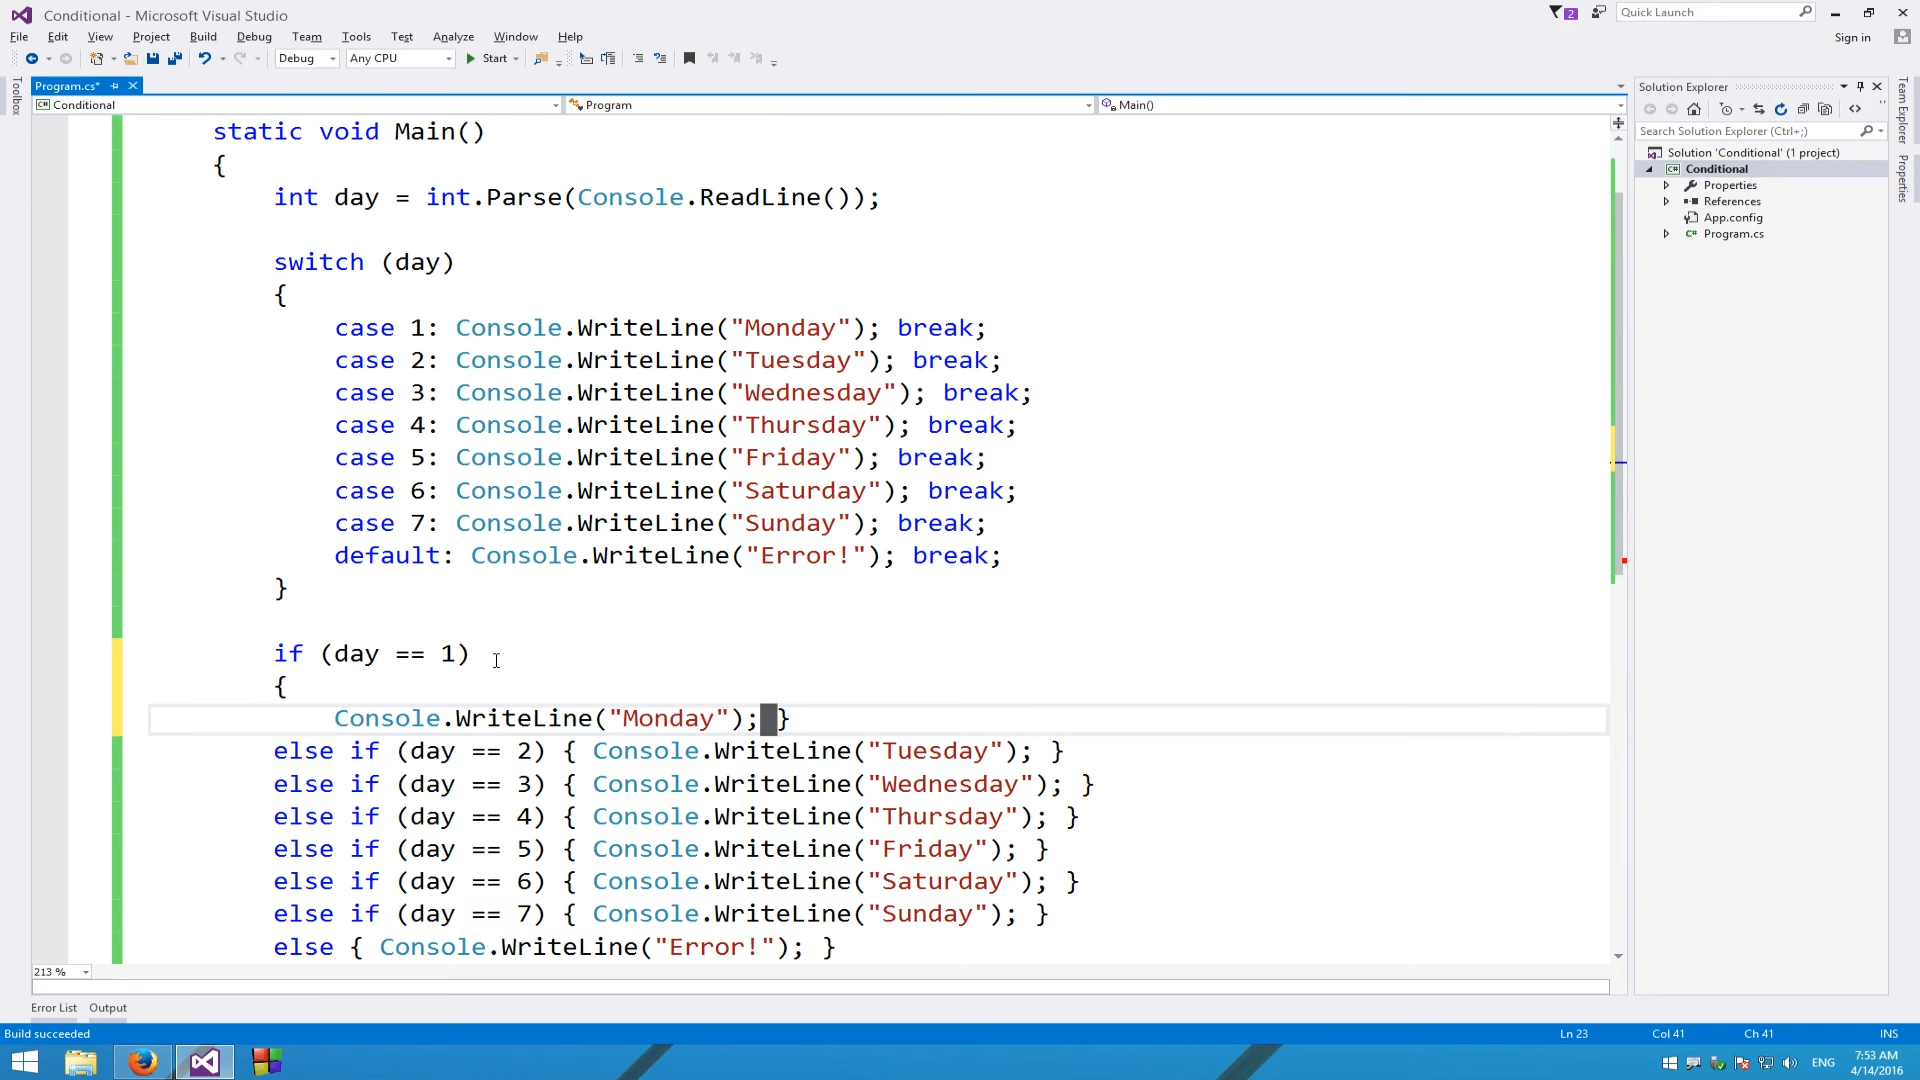 Conditional - Microsoft Visual Studio
2
Quick Launch
File Edit View Project Build Debug Team Tools Test Analyze Window Help
Sign in
Debug Any CPU Start
Toolbox
Program.cs*
Conditional Program Main()
static void Main()
{
int day = int.Parse(Console.ReadLine());
switch (day)
{
case 1: Console.WriteLine("Monday"); break;
case 2: Console.WriteLine("Tuesday"); break;
case 3: Console.WriteLine("Wednesday"); break;
case 4: Console.WriteLine("Thursday"); break;
case 5: Console.WriteLine("Friday"); break;
case 6: Console.WriteLine("Saturday"); break;
case 7: Console.WriteLine("Sunday"); break;
default: Console.WriteLine("Error!"); break;
}
if (day == 1)
{
Console.WriteLine("Monday"); }
else if (day == 2) { Console.WriteLine("Tuesday"); }
else if (day == 3) { Console.WriteLine("Wednesday"); }
else if (day == 4) { Console.WriteLine("Thursday"); }
else if (day == 5) { Console.WriteLine("Friday"); }
else if (day == 6) { Console.WriteLine("Saturday"); }
else if (day == 7) { Console.WriteLine("Sunday"); }
else { Console.WriteLine("Error!"); }
213 %
Solution Explorer
Search Solution Explorer (Ctrl+;)
Solution 'Conditional' (1 project)
C# Conditional
Properties
References
App.config
C# Program.cs
Team Explorer
Properties
Error List Output
Build succeeded
Ln 23 Col 41 Ch 41 INS
ENG
7:53 AM
4/14/2016